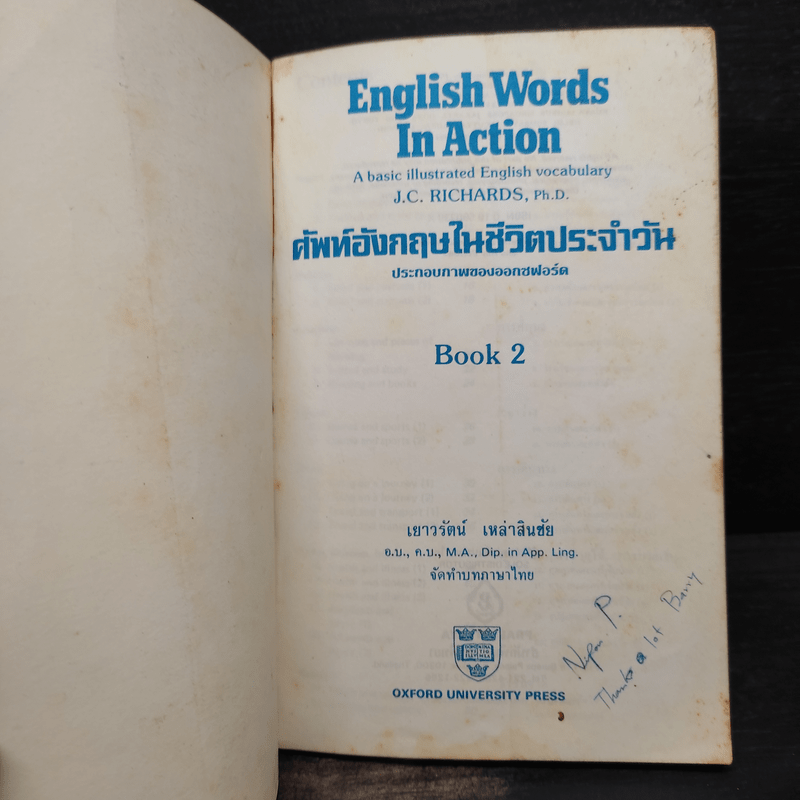 English Words
In Action
A basic illustrated English vocabulary
J.C. RICHARDS, Ph.D.
ศัพท์อังกฤษในชีวิตประจำวัน
ประกอบภาพของออกซฟอร์ด
Book 2
เยาวรัตน์ เหล่าสินชัย
อ.บ., ค.บ., M.A., Dip. in App. Ling.
จัดทำบทภาษาไทย
P.
Thanks a lot Barry
OXFORD UNIVERSITY PRESS